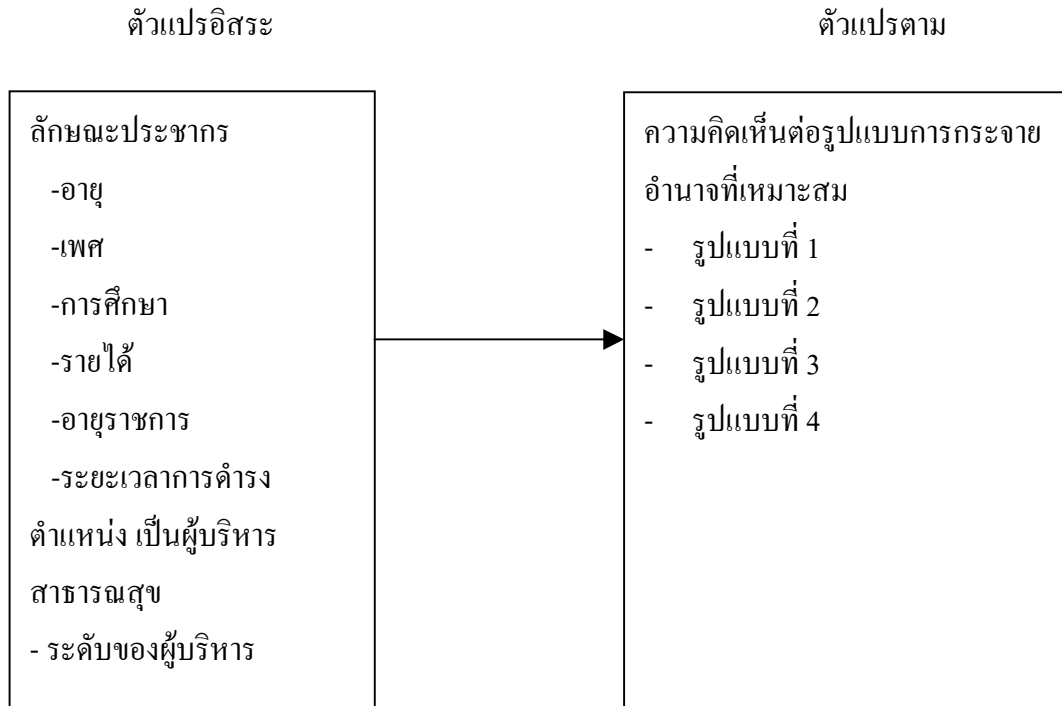 ตัวแปรอิสระ
ตัวแปรตาม
ลักษณะประชากร
-อายุ
-เพศ
-การศึกษา
-รายได้
-อายุราชการ
-ระยะเวลาการดำรง
ตำแหน่ง เป็นผู้บริหาร
สาธารณสุข
- ระดับของผู้บริหาร
ความคิดเห็นต่อรูปแบบการกระจาย
อำนาจที่เหมาะสม
- รูปแบบที่ 1
- รูปแบบที่ 2
- รูปแบบที่ 3
- รูปแบบที่ 4